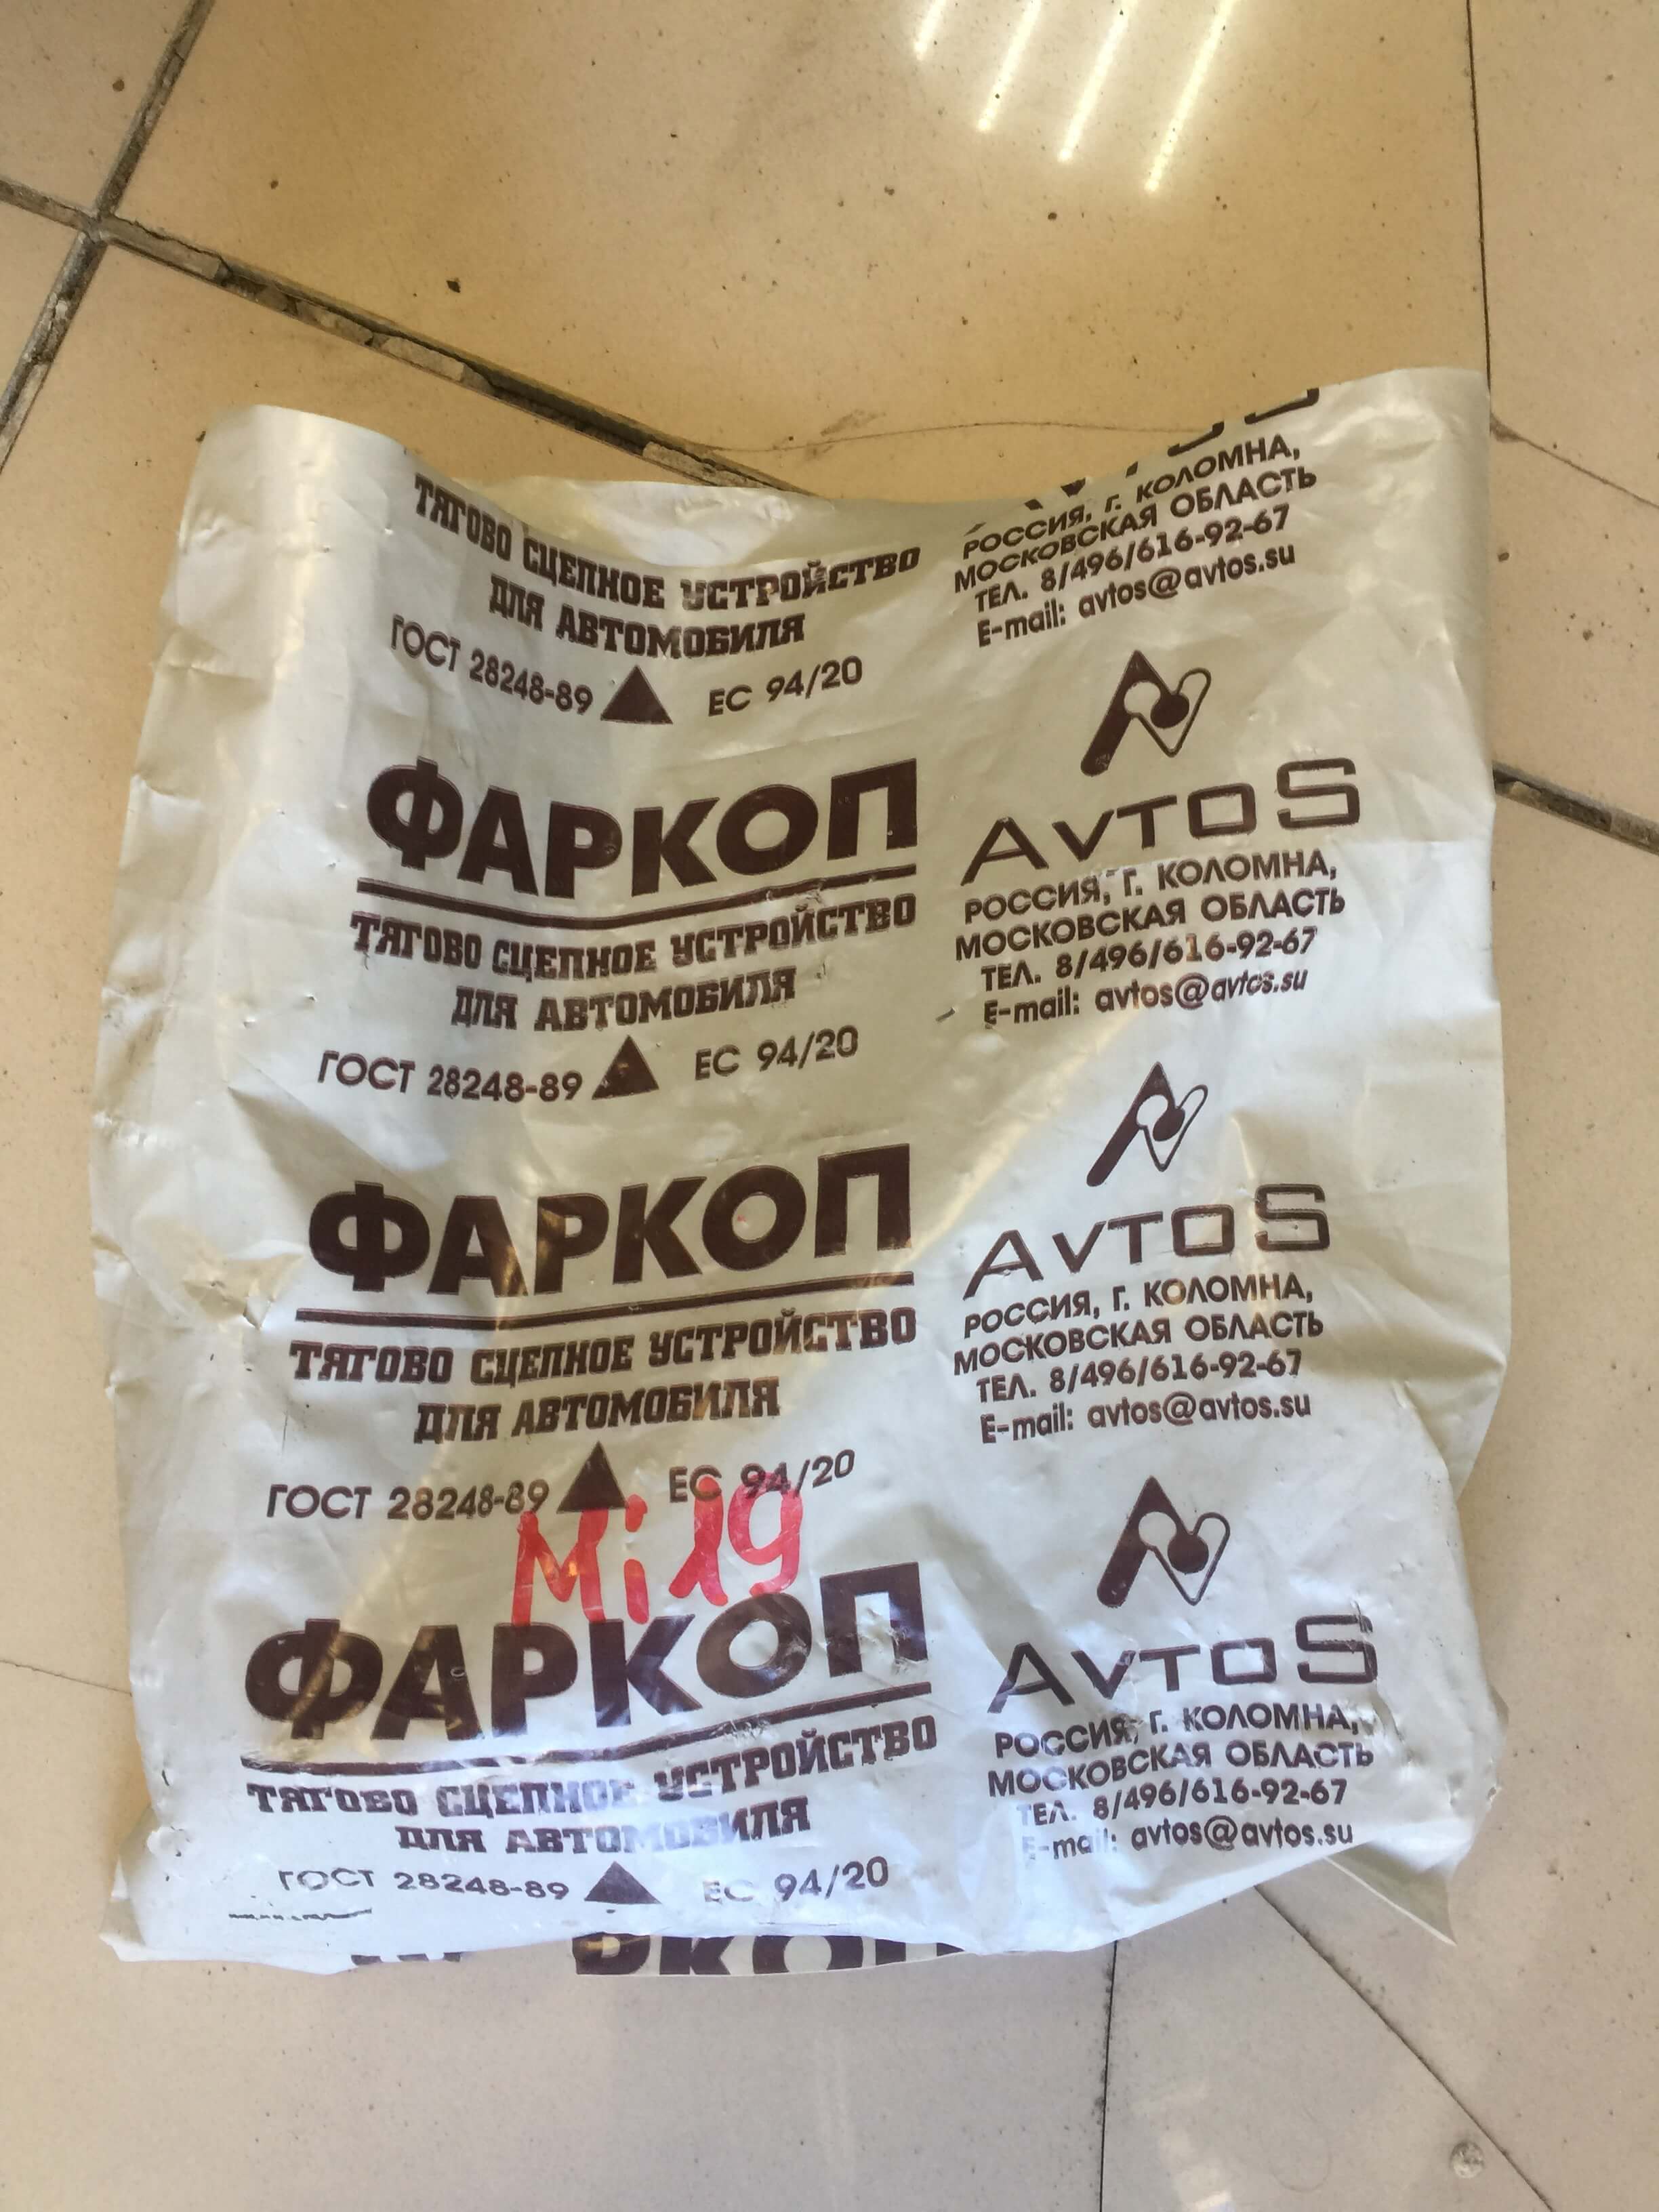 ТЯГОВО СЦЕПНОЕ УСТРОЙСТВО
ДЛЯ АВТОМОБИЛЯ
ГОСТ 28248-89 ЕС 94/20
РОССИЯ, Г. КОЛОМНА,
МОСКОВСКАЯ ОБЛАСТЬ
ТЕЛ. 8/496/616-92-67
E-mail: avtos@avtos.su
ФАРКОП
ТЯГОВО СЦЕПНОЕ УСТРОЙСТВО
ДЛЯ АВТОМОБИЛЯ
ГОСТ 28248-89 ЕС 94/20
AVTOS
РОССИЯ, Г. КОЛОМНА,
МОСКОВСКАЯ ОБЛАСТЬ
ТЕЛ. 8/496/616-92-67
E-mail: avtos@avtos.su
ФАРКОП
ТЯГОВО СЦЕПНОЕ УСТРОЙСТВО
ДЛЯ АВТОМОБИЛЯ
ГОСТ 28248-89 ЕС 94/20
AVTOS
РОССИЯ, Г. КОЛОМНА,
МОСКОВСКАЯ ОБЛАСТЬ
ТЕЛ. 8/496/616-92-67
E-mail: avtos@avtos.su
Mi 19
ФАРКОП
ТЯГОВО СЦЕПНОЕ УСТРОЙСТВО
ДЛЯ АВТОМОБИЛЯ
ГОСТ 28248-89 ЕС 94/20
AVTOS
РОССИЯ, Г. КОЛОМНА,
МОСКОВСКАЯ ОБЛАСТЬ
ТЕЛ. 8/496/616-92-67
E-mail: avtos@avtos.su